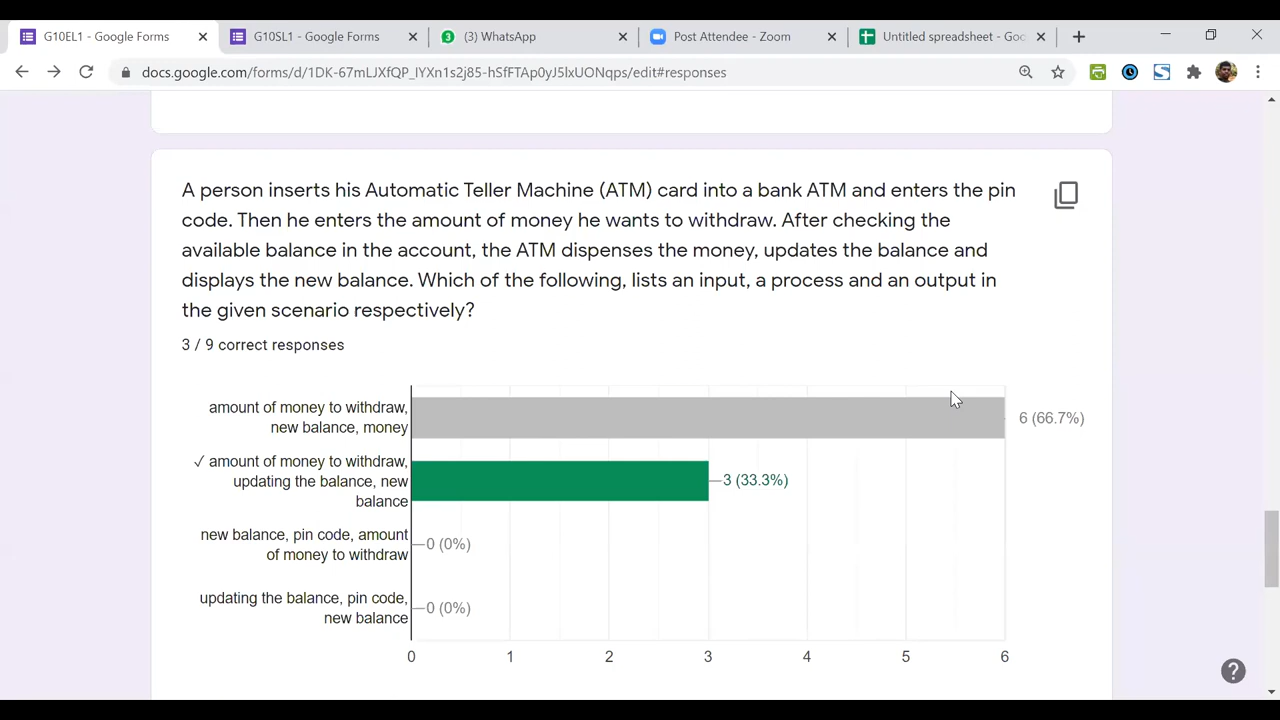 G10EL1 - Google Forms
G10SL1 - Google Forms
(3) WhatsApp
Post Attendee - Zoom
Untitled spreadsheet - Goo
docs.google.com/forms/d/1DK-67mLJXfQP_IYXn1s2j85-hSfFTAp0yJ5lxUONqps/edit#responses
A person inserts his Automatic Teller Machine (ATM) card into a bank ATM and enters the pin
code. Then he enters the amount of money he wants to withdraw. After checking the
available balance in the account, the ATM dispenses the money, updates the balance and
displays the new balance. Which of the following, lists an input, a process and an output in
the given scenario respectively?
3 / 9 correct responses
amount of money to withdraw,
new balance, money
6 (66.7%)
✓ amount of money to withdraw,
updating the balance, new
balance
3 (33.3%)
new balance, pin code, amount
of money to withdraw
0 (0%)
updating the balance, pin code,
new balance
0 (0%)
0 1 2 3 4 5 6